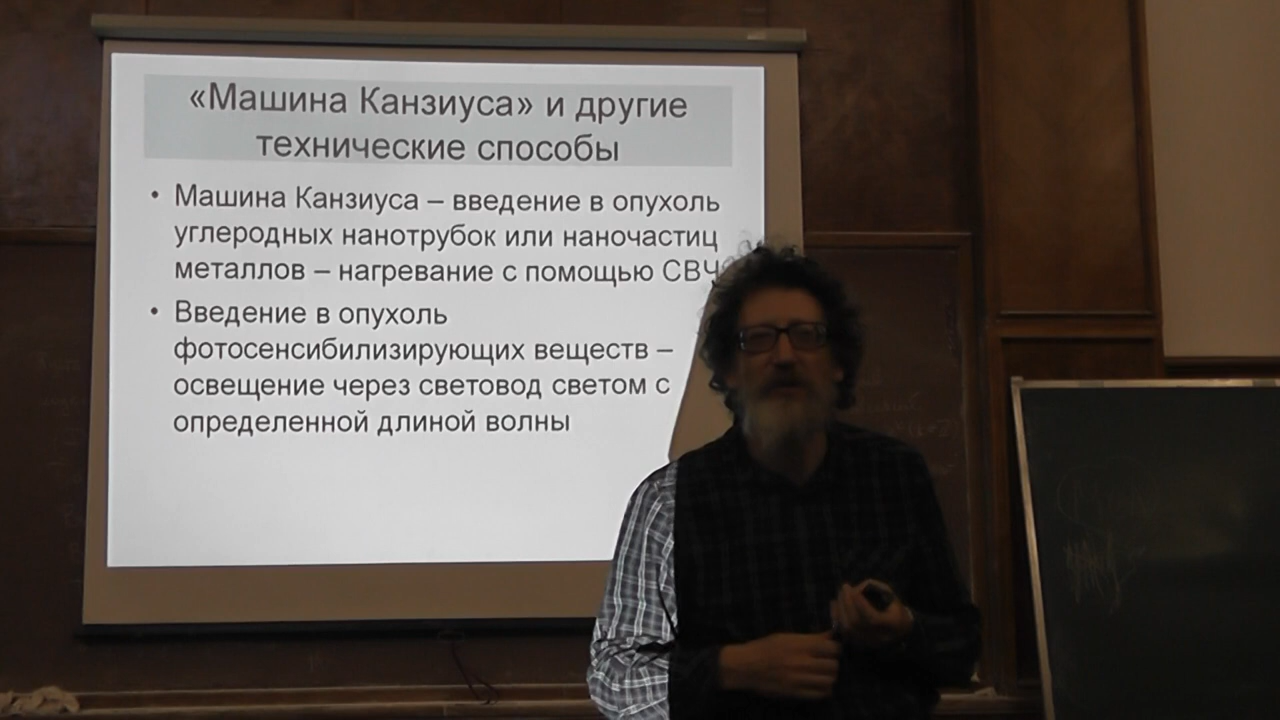 «Машина Канзиуса» и другие
технические способы
• Машина Канзиуса – введение в опухоль
углеродных нанотрубок или наночастиц
металлов – нагревание с помощью СВЧ
• Введение в опухоль
фотосенсибилизирующих веществ –
освещение через световод светом с
определенной длиной волны